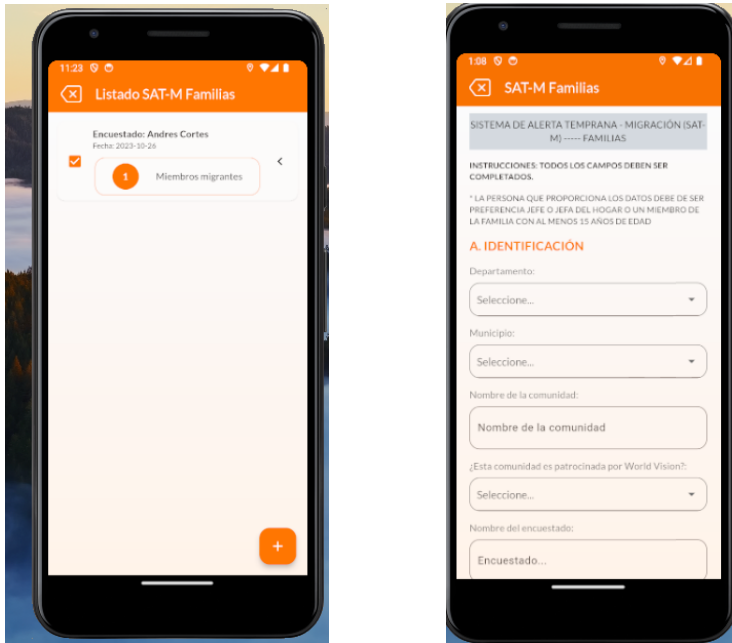 11:23
Listado SAT-M Familias
Encuestado: Andres Cortes
Fecha: 2023-10-26
1 Miembros migrantes
+
1:08
SAT-M Familias
SISTEMA DE ALERTA TEMPRANA - MIGRACIÓN (SAT-
M) ----- FAMILIAS
INSTRUCCIONES: TODOS LOS CAMPOS DEBEN SER
COMPLETADOS.
* LA PERSONA QUE PROPORCIONA LOS DATOS DEBE DE SER
PREFERENCIA JEFE O JEFA DEL HOGAR O UN MIEMBRO DE
LA FAMILIA CON AL MENOS 15 AÑOS DE EDAD
A. IDENTIFICACIÓN
Departamento:
Seleccione...
Municipio:
Seleccione...
Nombre de la comunidad:
Nombre de la comunidad
¿Esta comunidad es patrocinada por World Vision?:
Seleccione...
Nombre del encuestado:
Encuestado...